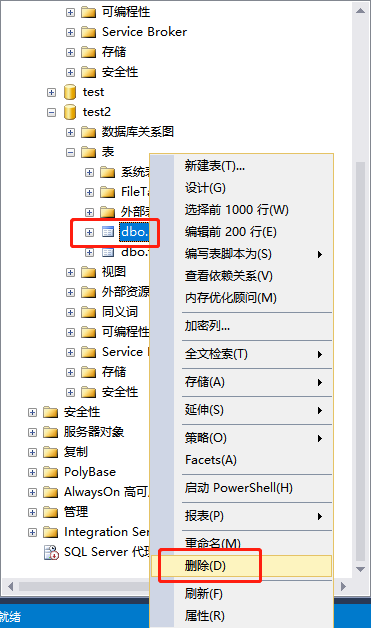 可编程性
Service Broker
存储
安全性
test
test2
数据库关系图
表
系统表
FileTa
外部表
dbo.
dbo.
视图
外部资源
同义词
可编程性
Service
存储
安全性
安全性
服务器对象
复制
PolyBase
AlwaysOn 高可
管理
Integration Ser
SQL Server 代理
新建表(T)...
设计(G)
选择前 1000 行(W)
编辑前 200 行(E)
编写表脚本为(S)
查看依赖关系(V)
内存优化顾问(M)
加密列...
全文检索(T)
存储(A)
延伸(S)
策略(O)
Facets(A)
启动 PowerShell(H)
报表(P)
重命名(M)
删除(D)
刷新(F)
属性(R)
就绪